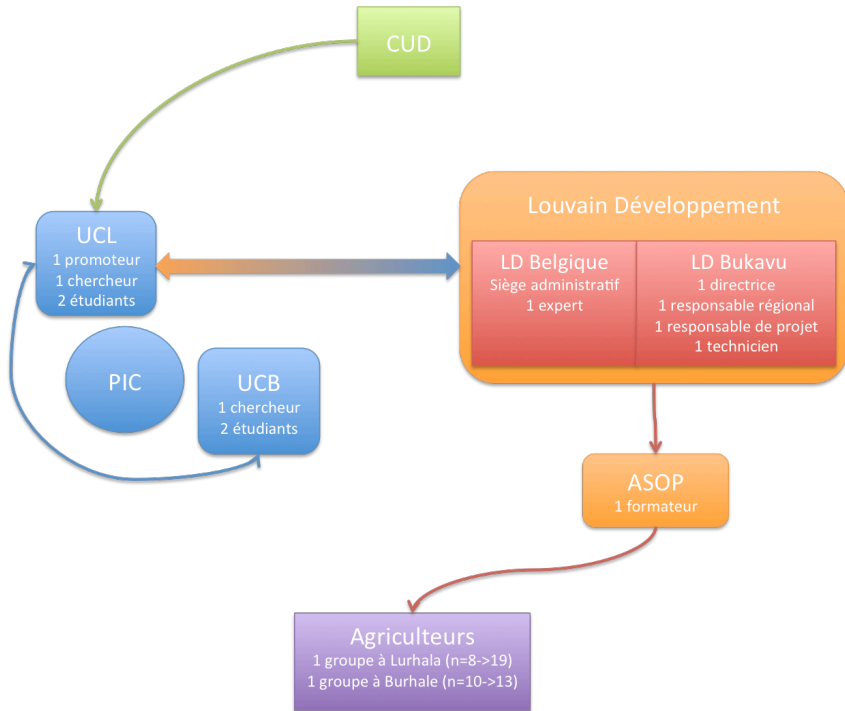 CUD
UCL
1 promoteur
1 chercheur
2 étudiants
PIC
UCB
1 chercheur
2 étudiants
Louvain Développement
LD Belgique
Siège administratif
1 expert
LD Bukavu
1 directrice
1 responsable régional
1 responsable de projet
1 technicien
ASOP
1 formateur
Agriculteurs
1 groupe à Lurhala (n=8->19)
1 groupe à Burhale (n=10->13)